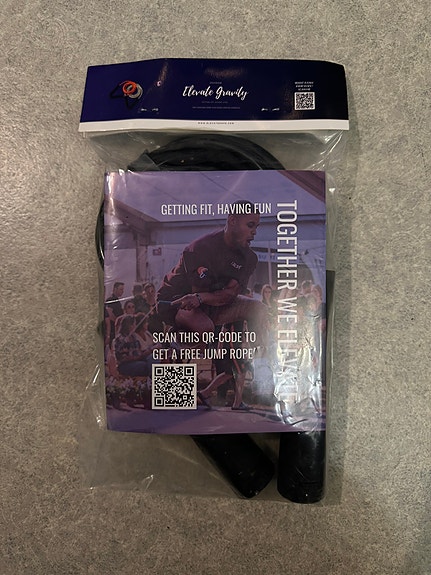 Elevate Gravity
GETTING FIT, HAVING FUN
TOGETHER WE ELEVATE
SCAN THIS QR-CODE TO
GET A FREE JUMP ROPE!